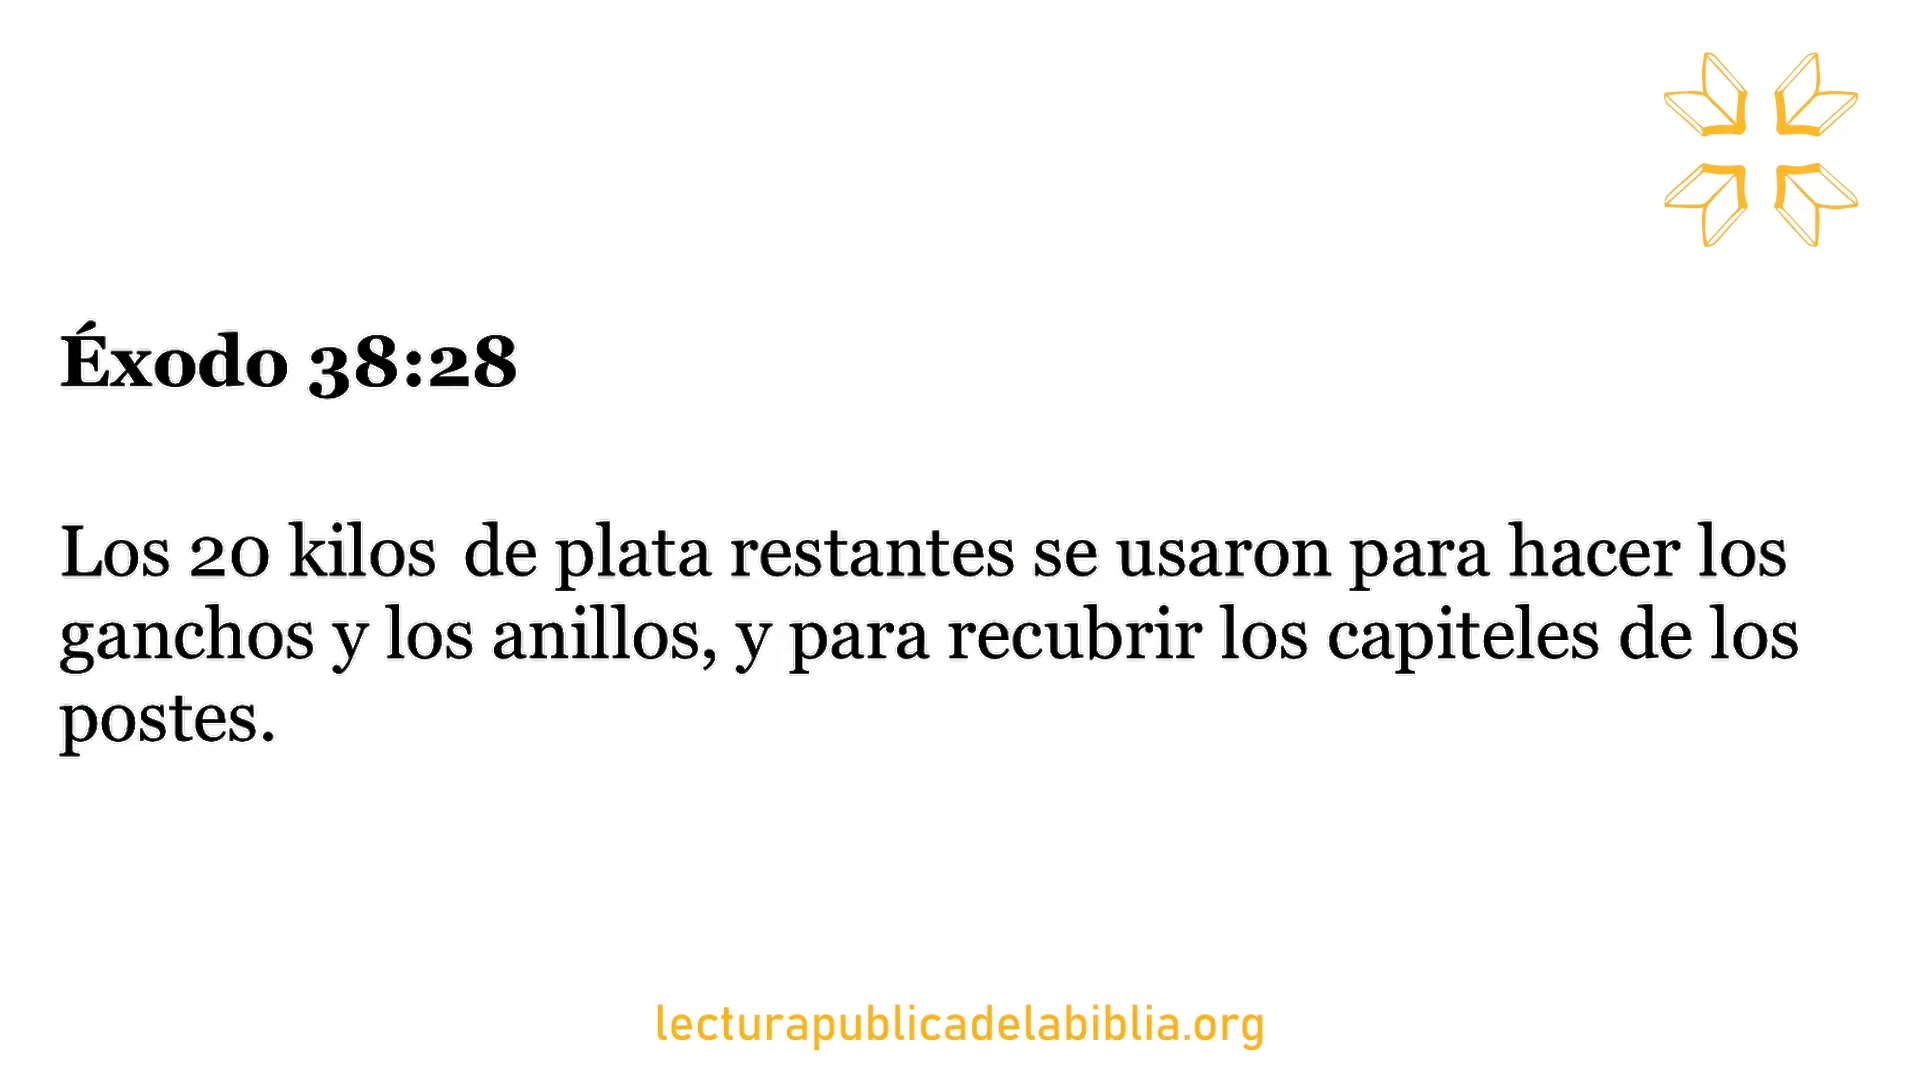 Éxodo 38:28
Los 20 kilos de plata restantes se usaron para hacer los
ganchos y los anillos, y para recubrir los capiteles de los
postes.
lecturapublicadelabiblia.org